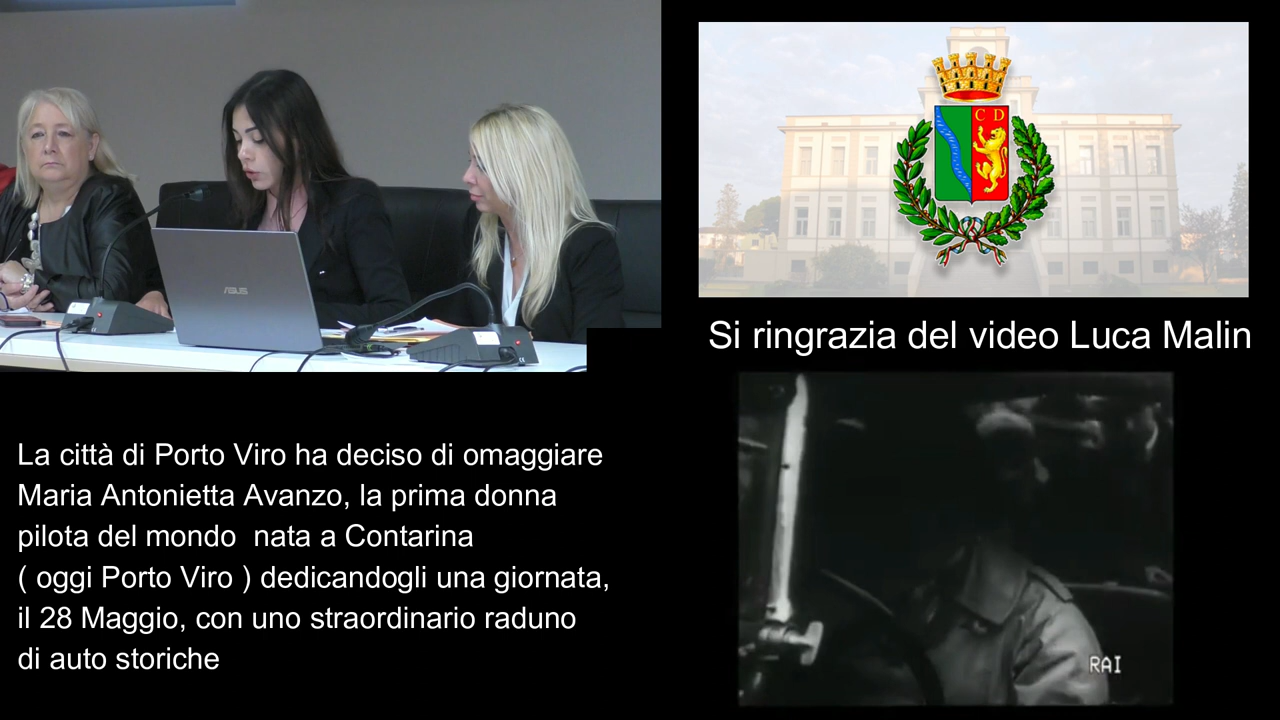 ASUS
C D
Si ringrazia del video Luca Malin
La città di Porto Viro ha deciso di omaggiare
Maria Antonietta Avanzo, la prima donna
pilota del mondo  nata a Contarina
( oggi Porto Viro ) dedicandogli una giornata,
il 28 Maggio, con uno straordinario raduno
di auto storiche
RAI